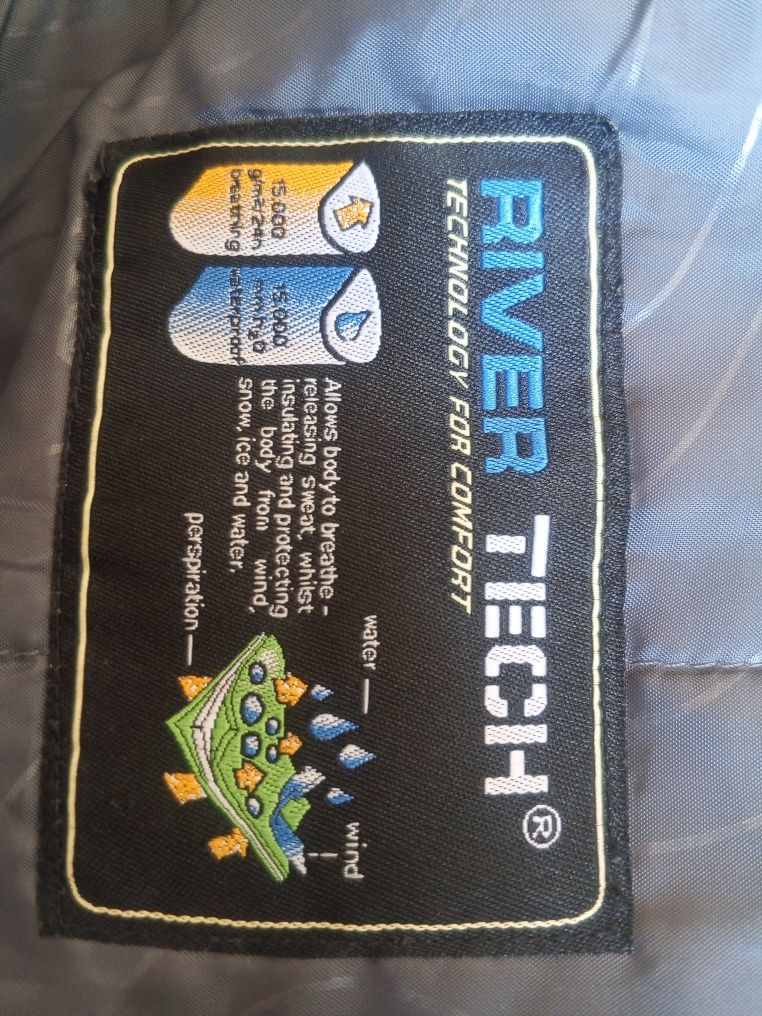 RIVER TECH®
TECHNOLOGY FOR COMFORT
15.000
g/m2/24h
breathing
15.000
mm H2O
waterproof
Allows body to breathe -
releasing sweat, whilst
insulating and protecting
the body from wind,
snow, ice and water.
water
wind
perspiration